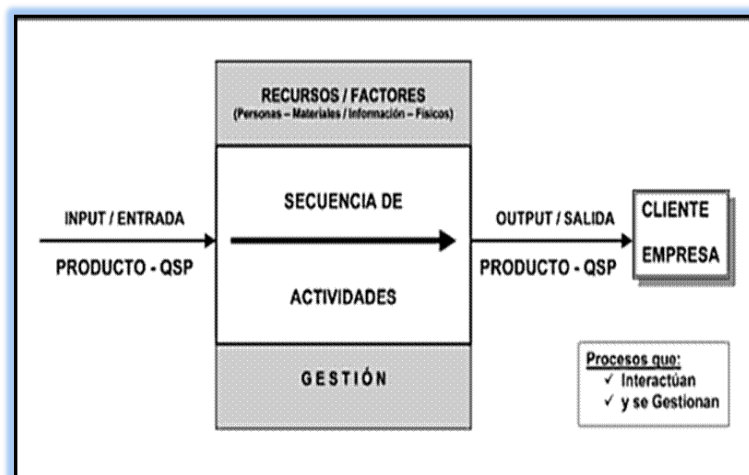 RECURSOS / FACTORES
(Personas – Materiales / Información – Físicos)
INPUT / ENTRADA
PRODUCTO - QSP
SECUENCIA DE
ACTIVIDADES
OUTPUT / SALIDA
PRODUCTO - QSP
CLIENTE
EMPRESA
GESTIÓN
Procesos que:
✓ Interactúan
✓ y se Gestionan